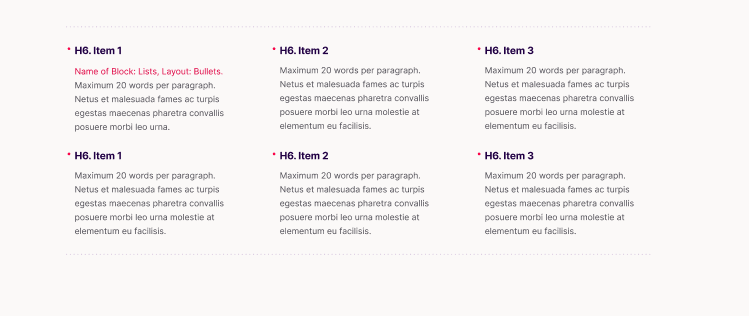 H6. Item 1
Name of Block: Lists, Layout: Bullets.
Maximum 20 words per paragraph.
Netus et malesuada fames ac turpis
egestas maecenas pharetra convallis
posuere morbi leo urna.
H6. Item 2
Maximum 20 words per paragraph.
Netus et malesuada fames ac turpis
egestas maecenas pharetra convallis
posuere morbi leo urna molestie at
elementum eu facilisis.
H6. Item 3
Maximum 20 words per paragraph.
Netus et malesuada fames ac turpis
egestas maecenas pharetra convallis
posuere morbi leo urna molestie at
elementum eu facilisis.
H6. Item 1
Maximum 20 words per paragraph.
Netus et malesuada fames ac turpis
egestas maecenas pharetra convallis
posuere morbi leo urna molestie at
elementum eu facilisis.
H6. Item 2
Maximum 20 words per paragraph.
Netus et malesuada fames ac turpis
egestas maecenas pharetra convallis
posuere morbi leo urna molestie at
elementum eu facilisis.
H6. Item 3
Maximum 20 words per paragraph.
Netus et malesuada fames ac turpis
egestas maecenas pharetra convallis
posuere morbi leo urna molestie at
elementum eu facilisis.